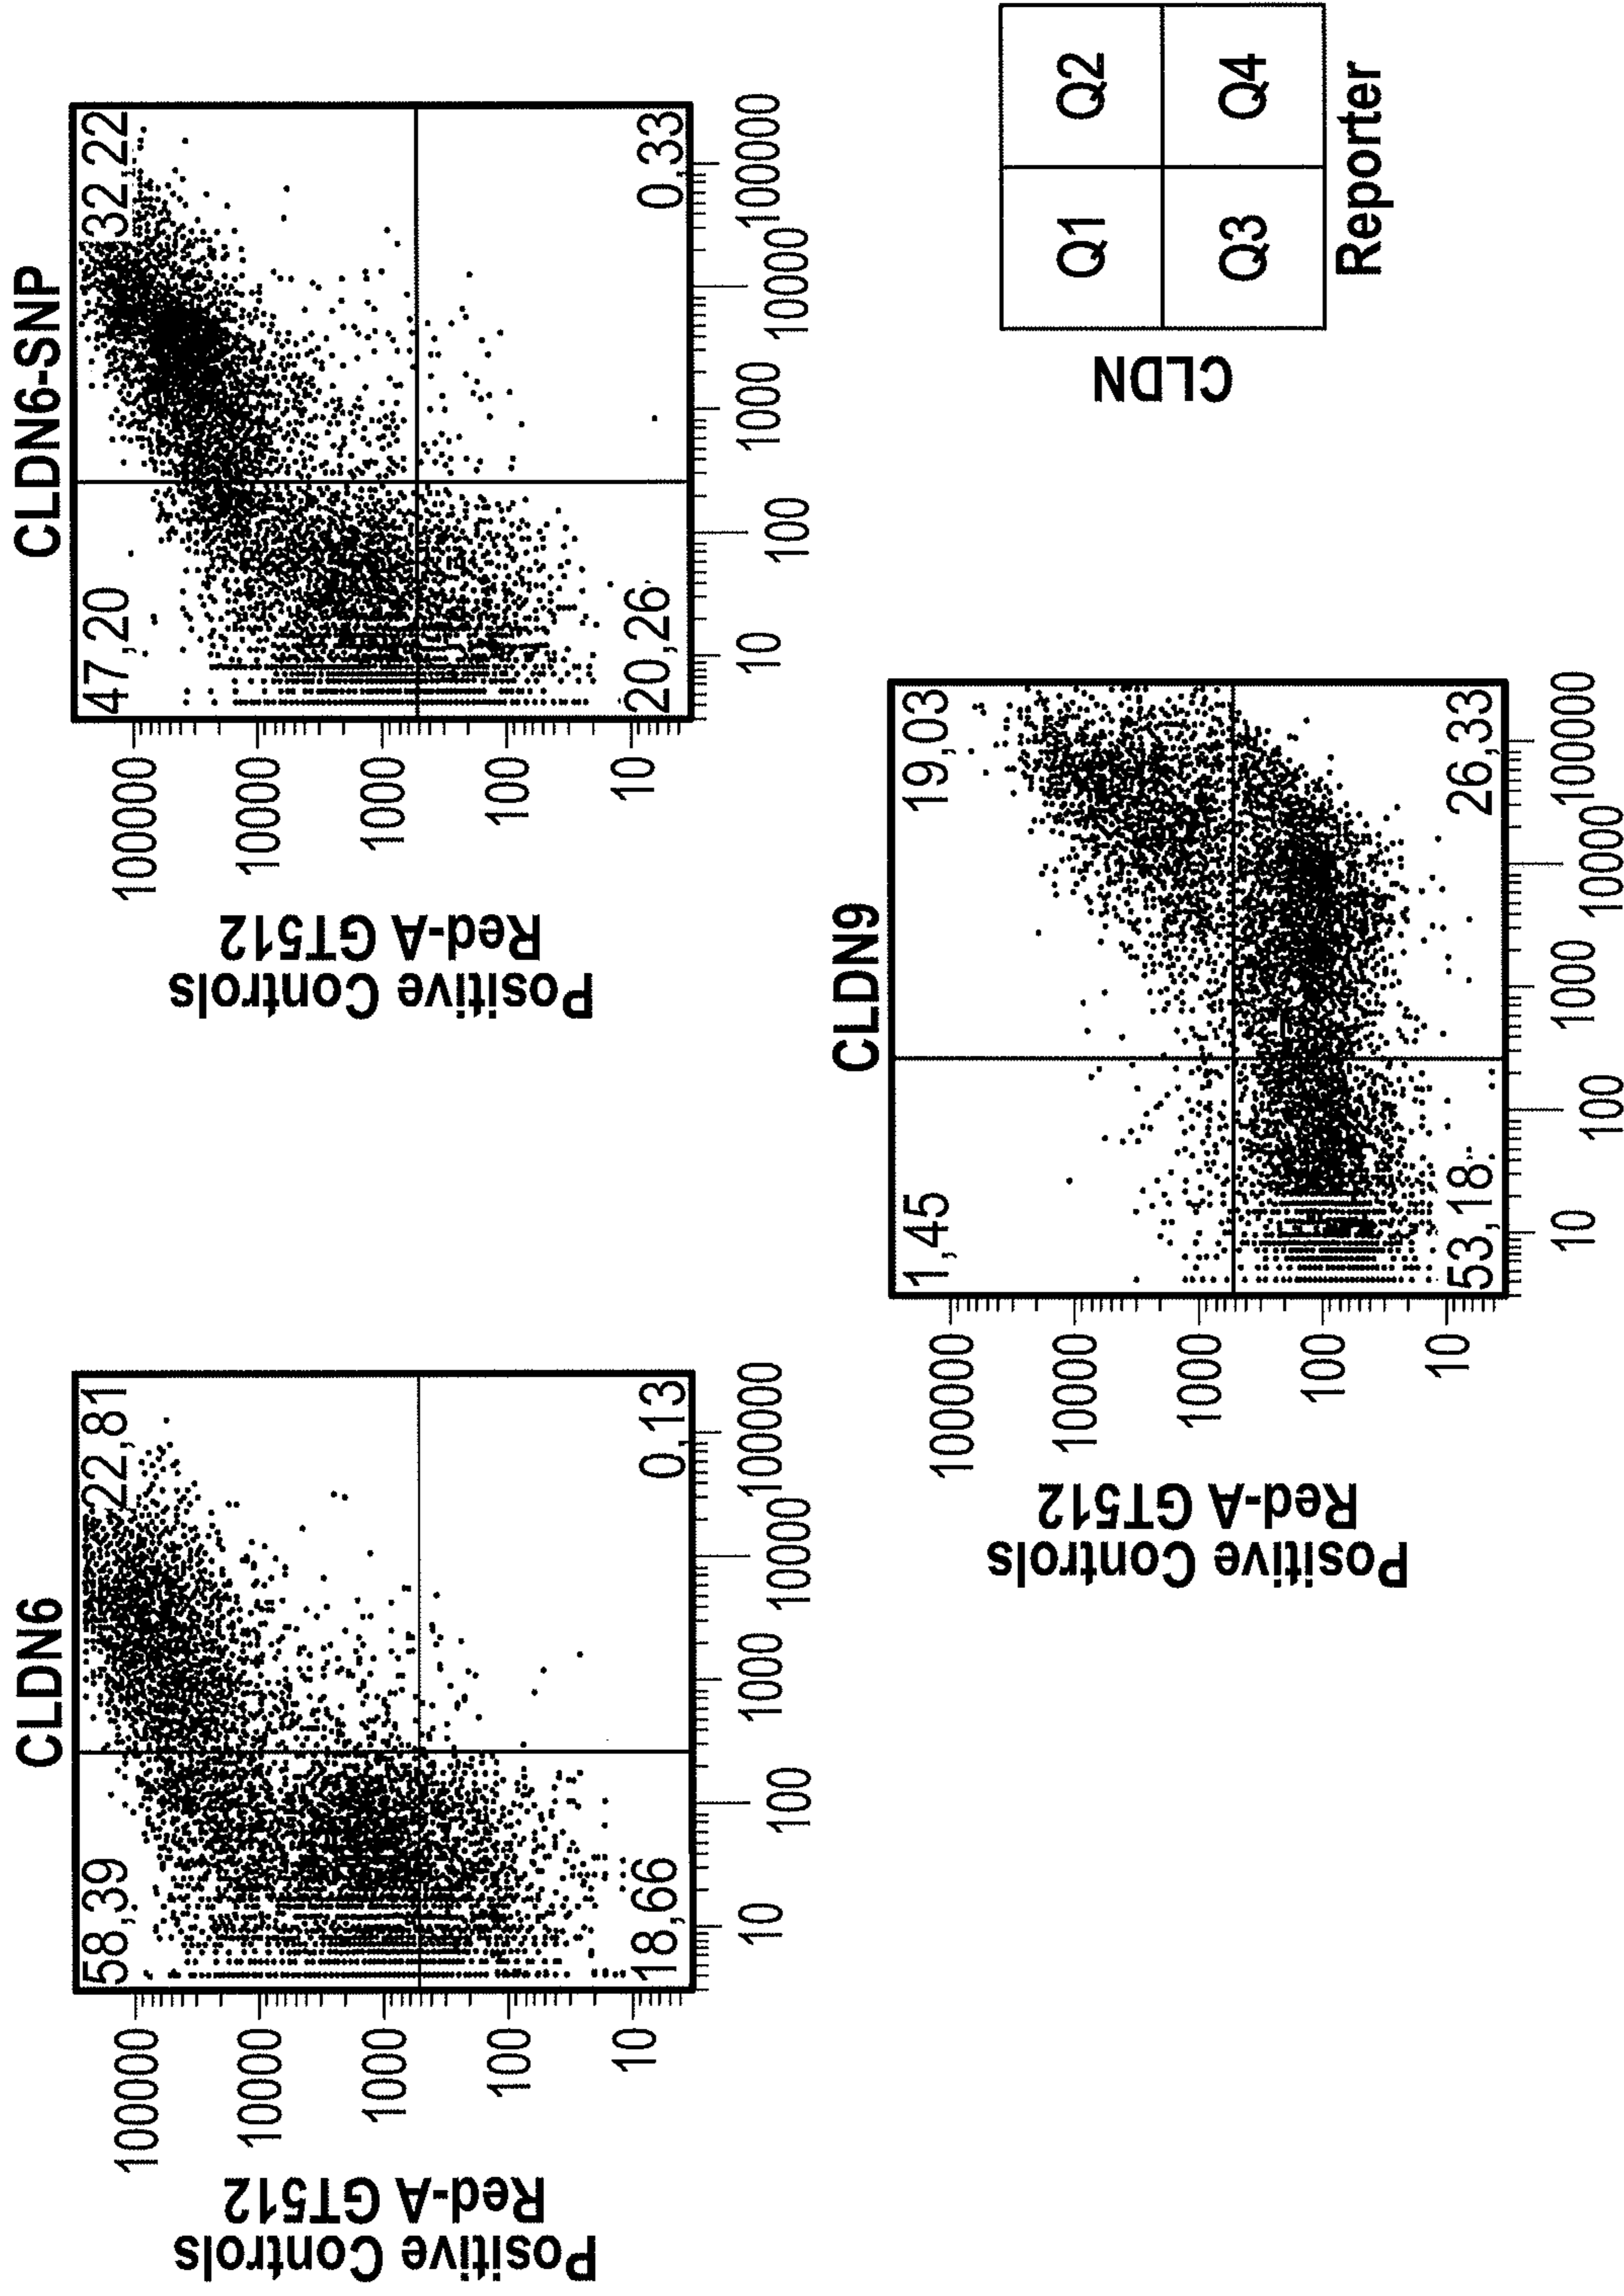 CLDN6
58,39
22,81
18,66
0,13
100000
10000
1000
100
10
Positive Controls
Red-A GT512
10
100
1000
10000
100000
CLDN6-SNP
47,20
32,22
20,26
0,33
100000
10000
1000
100
10
Positive Controls
Red-A GT512
10
100
1000
10000
100000
CLDN9
1,45
19,03
53,18
26,33
100000
10000
1000
100
10
Positive Controls
Red-A GT512
10
100
1000
10000
100000
CLDN
Q1
Q2
Q3
Q4
Reporter